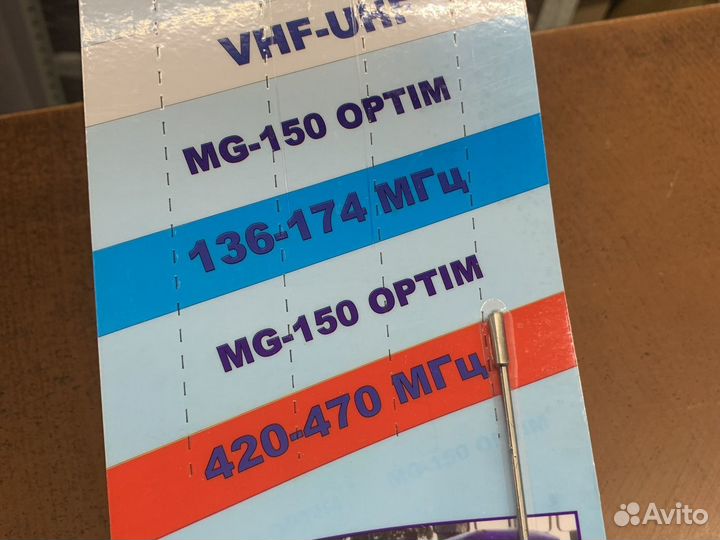 VHF-UHF
MG-150 OPTIM
136-174 МГц
MG-150 OPTIM
420-470 МГц
Avito